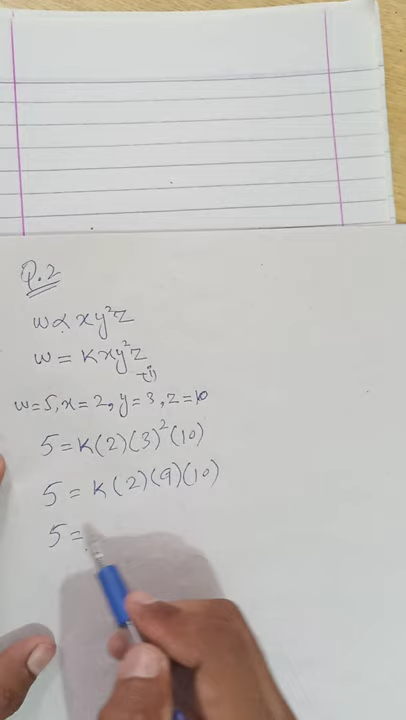 Q.2
w∝xy²z
w = Kxy²z
→(i)
w=5, x=2, y=3, z=10
5=K(2)(3)²(10)
5 = K(2)(9)(10)
5=